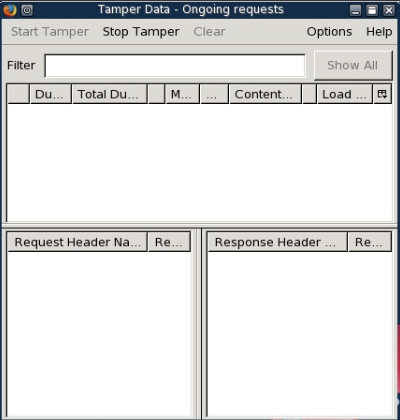 Tamper Data - Ongoing requests
Start Tamper Stop Tamper Clear Options Help
Filter Show All
Du... Total Du... M... ... Content... Load ...
Request Header Na... Re... Response Header ... Re...